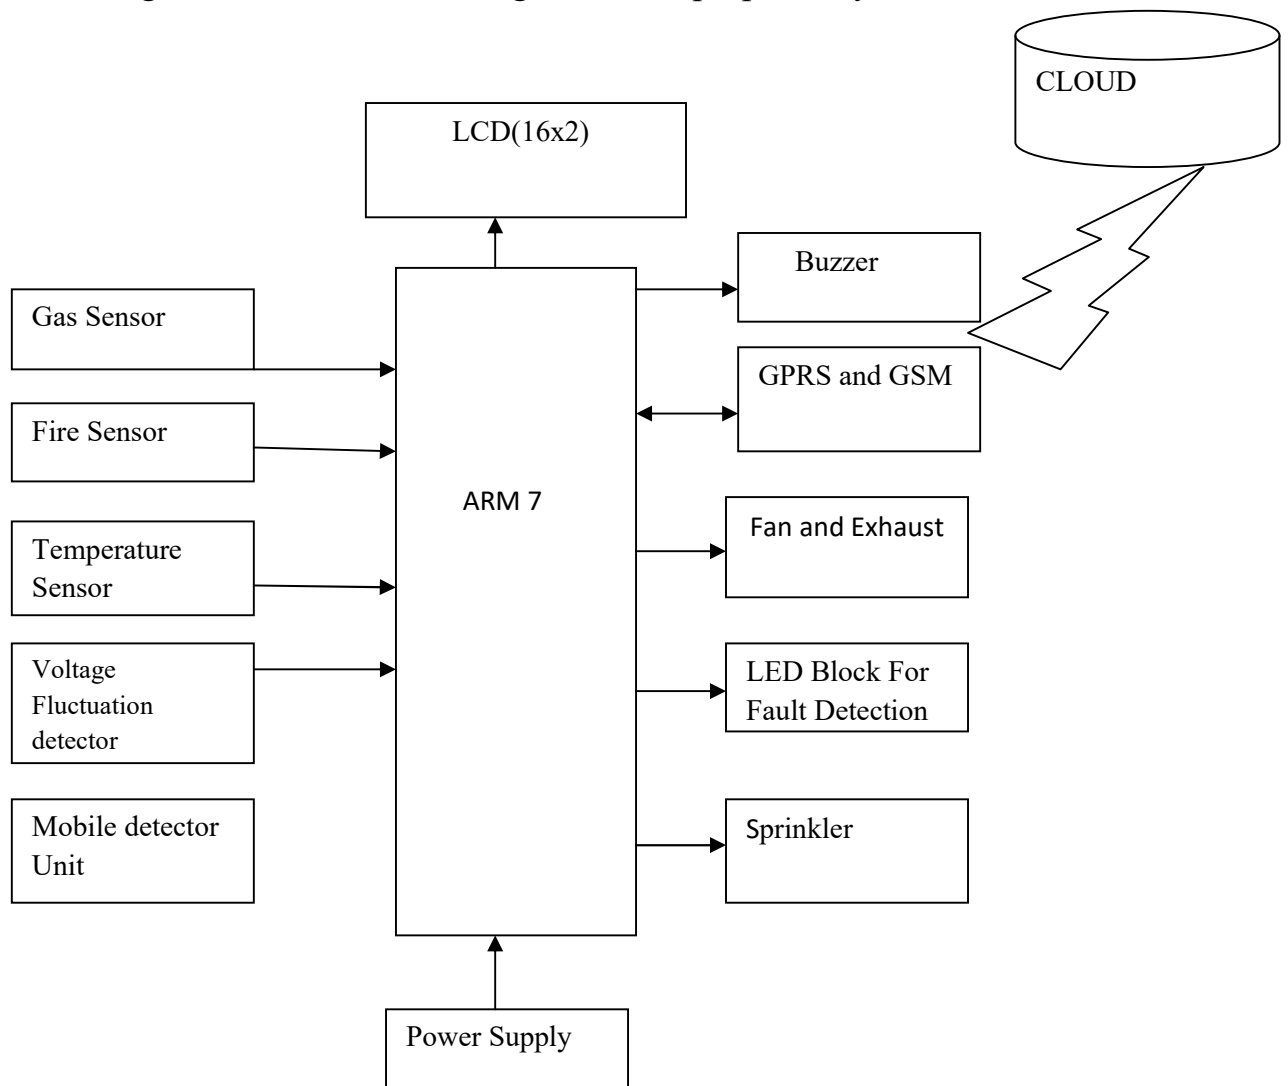 CLOUD
LCD(16x2)
Buzzer
Gas Sensor
GPRS and GSM
Fire Sensor
ARM 7
Fan and Exhaust
Temperature
Sensor
Voltage
Fluctuation
detector
LED Block For
Fault Detection
Mobile detector
Unit
Sprinkler
Power Supply